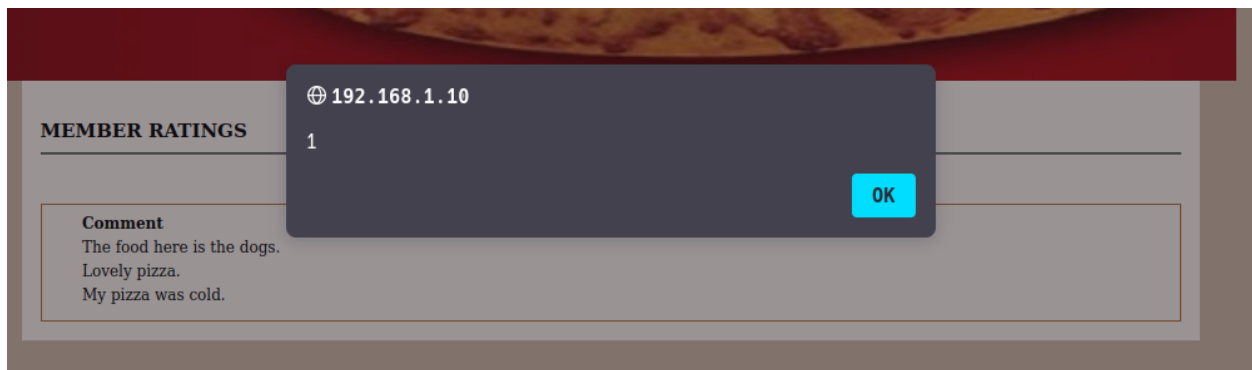 192.168.1.10
1
OK
MEMBER RATINGS
Comment
The food here is the dogs.
Lovely pizza.
My pizza was cold.